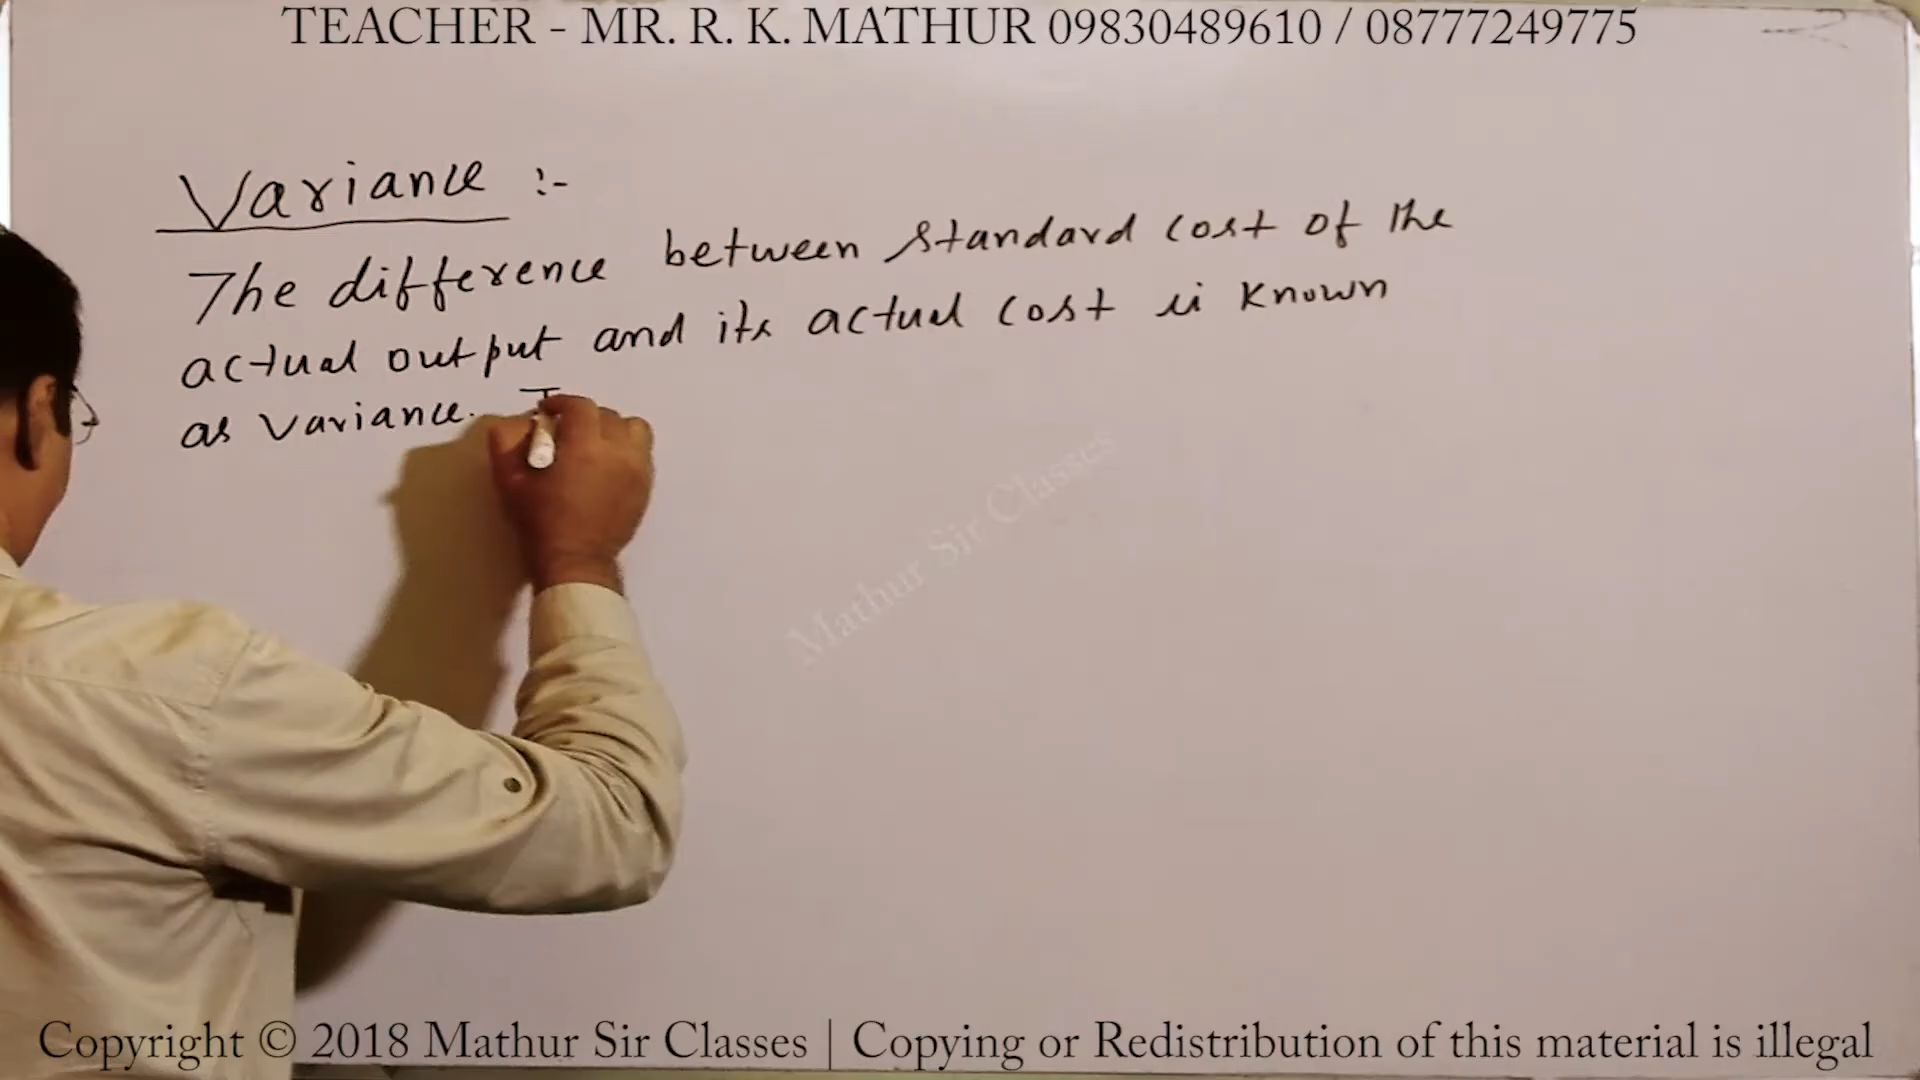 TEACHER - MR. R. K. MATHUR 09830489610 / 08777249775
Variance :-
The difference between standard cost of the
actual output and its actual cost is known
as variance.
Mathur Sir Classes
Copyright © 2018 Mathur Sir Classes | Copying or Redistribution of this material is illegal